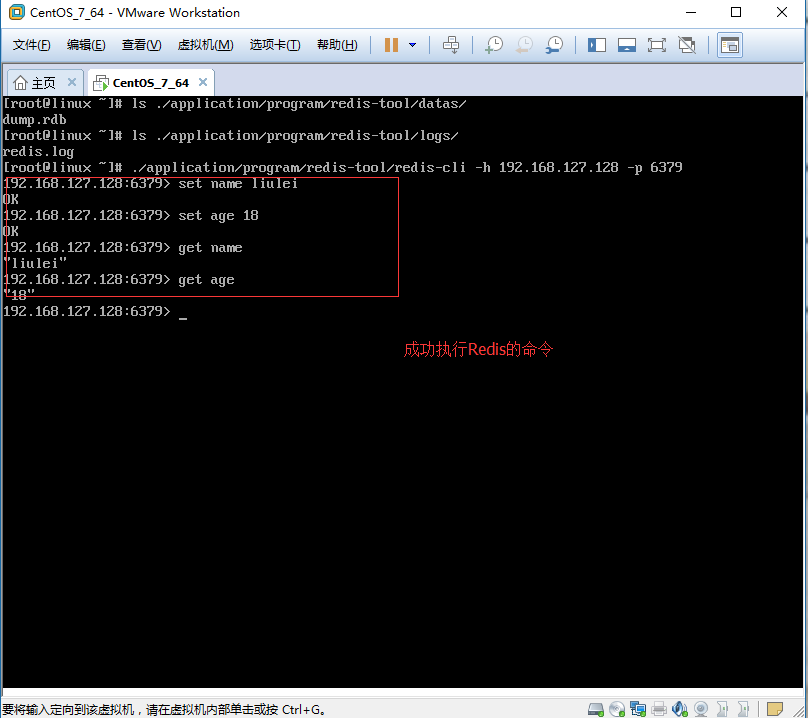 CentOS_7_64 - VMware Workstation
文件(F) 编辑(E) 查看(V) 虚拟机(M) 选项卡(T) 帮助(H)
主页 CentOS_7_64
[root@linux ~]# ls ./application/program/redis-tool/datas/
dump.rdb
[root@linux ~]# ls ./application/program/redis-tool/logs/
redis.log
[root@linux ~]# ./application/program/redis-tool/redis-cli -h 192.168.127.128 -p 6379
192.168.127.128:6379> set name liulei
OK
192.168.127.128:6379> set age 18
OK
192.168.127.128:6379> get name
"liulei"
192.168.127.128:6379> get age
"18"
192.168.127.128:6379> _
成功执行Redis的命令
要将输入定向到该虚拟机，请在虚拟机内部单击或按 Ctrl+G。